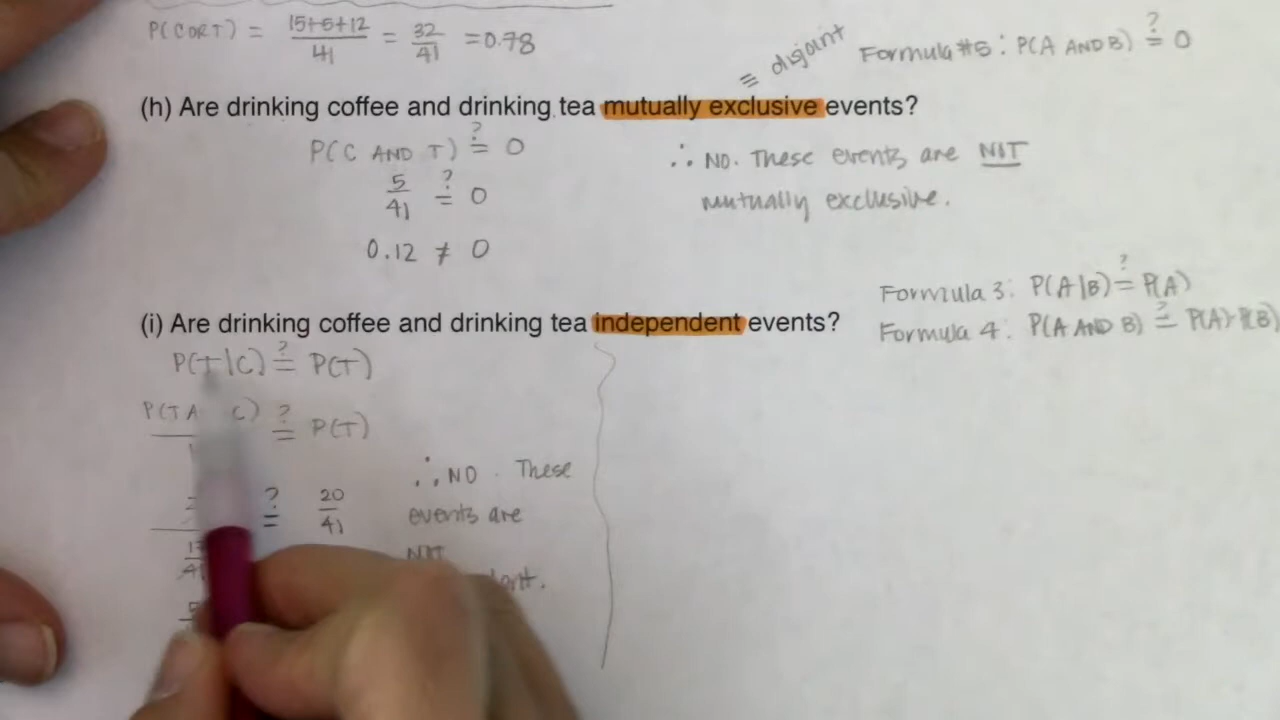 P(C OR T) = 15+5+12 / 41 = 32/41 = 0.78
≡ disjoint
Formula #5: P(A AND B) ?= 0
(h) Are drinking coffee and drinking tea mutually exclusive events?
P(C AND T) ?= 0
5/41 ?= 0
0.12 ≠ 0
∴ NO. These events are NOT
mutually exclusive.
Formula 3: P(A|B) ?= P(A)
Formula 4: P(A AND B) ?= P(A)·P(B)
(i) Are drinking coffee and drinking tea independent events?
P(T|C) ?= P(T)
P(T A C) ?= P(T)
?= 20/41
∴ NO. These
events are
NOT